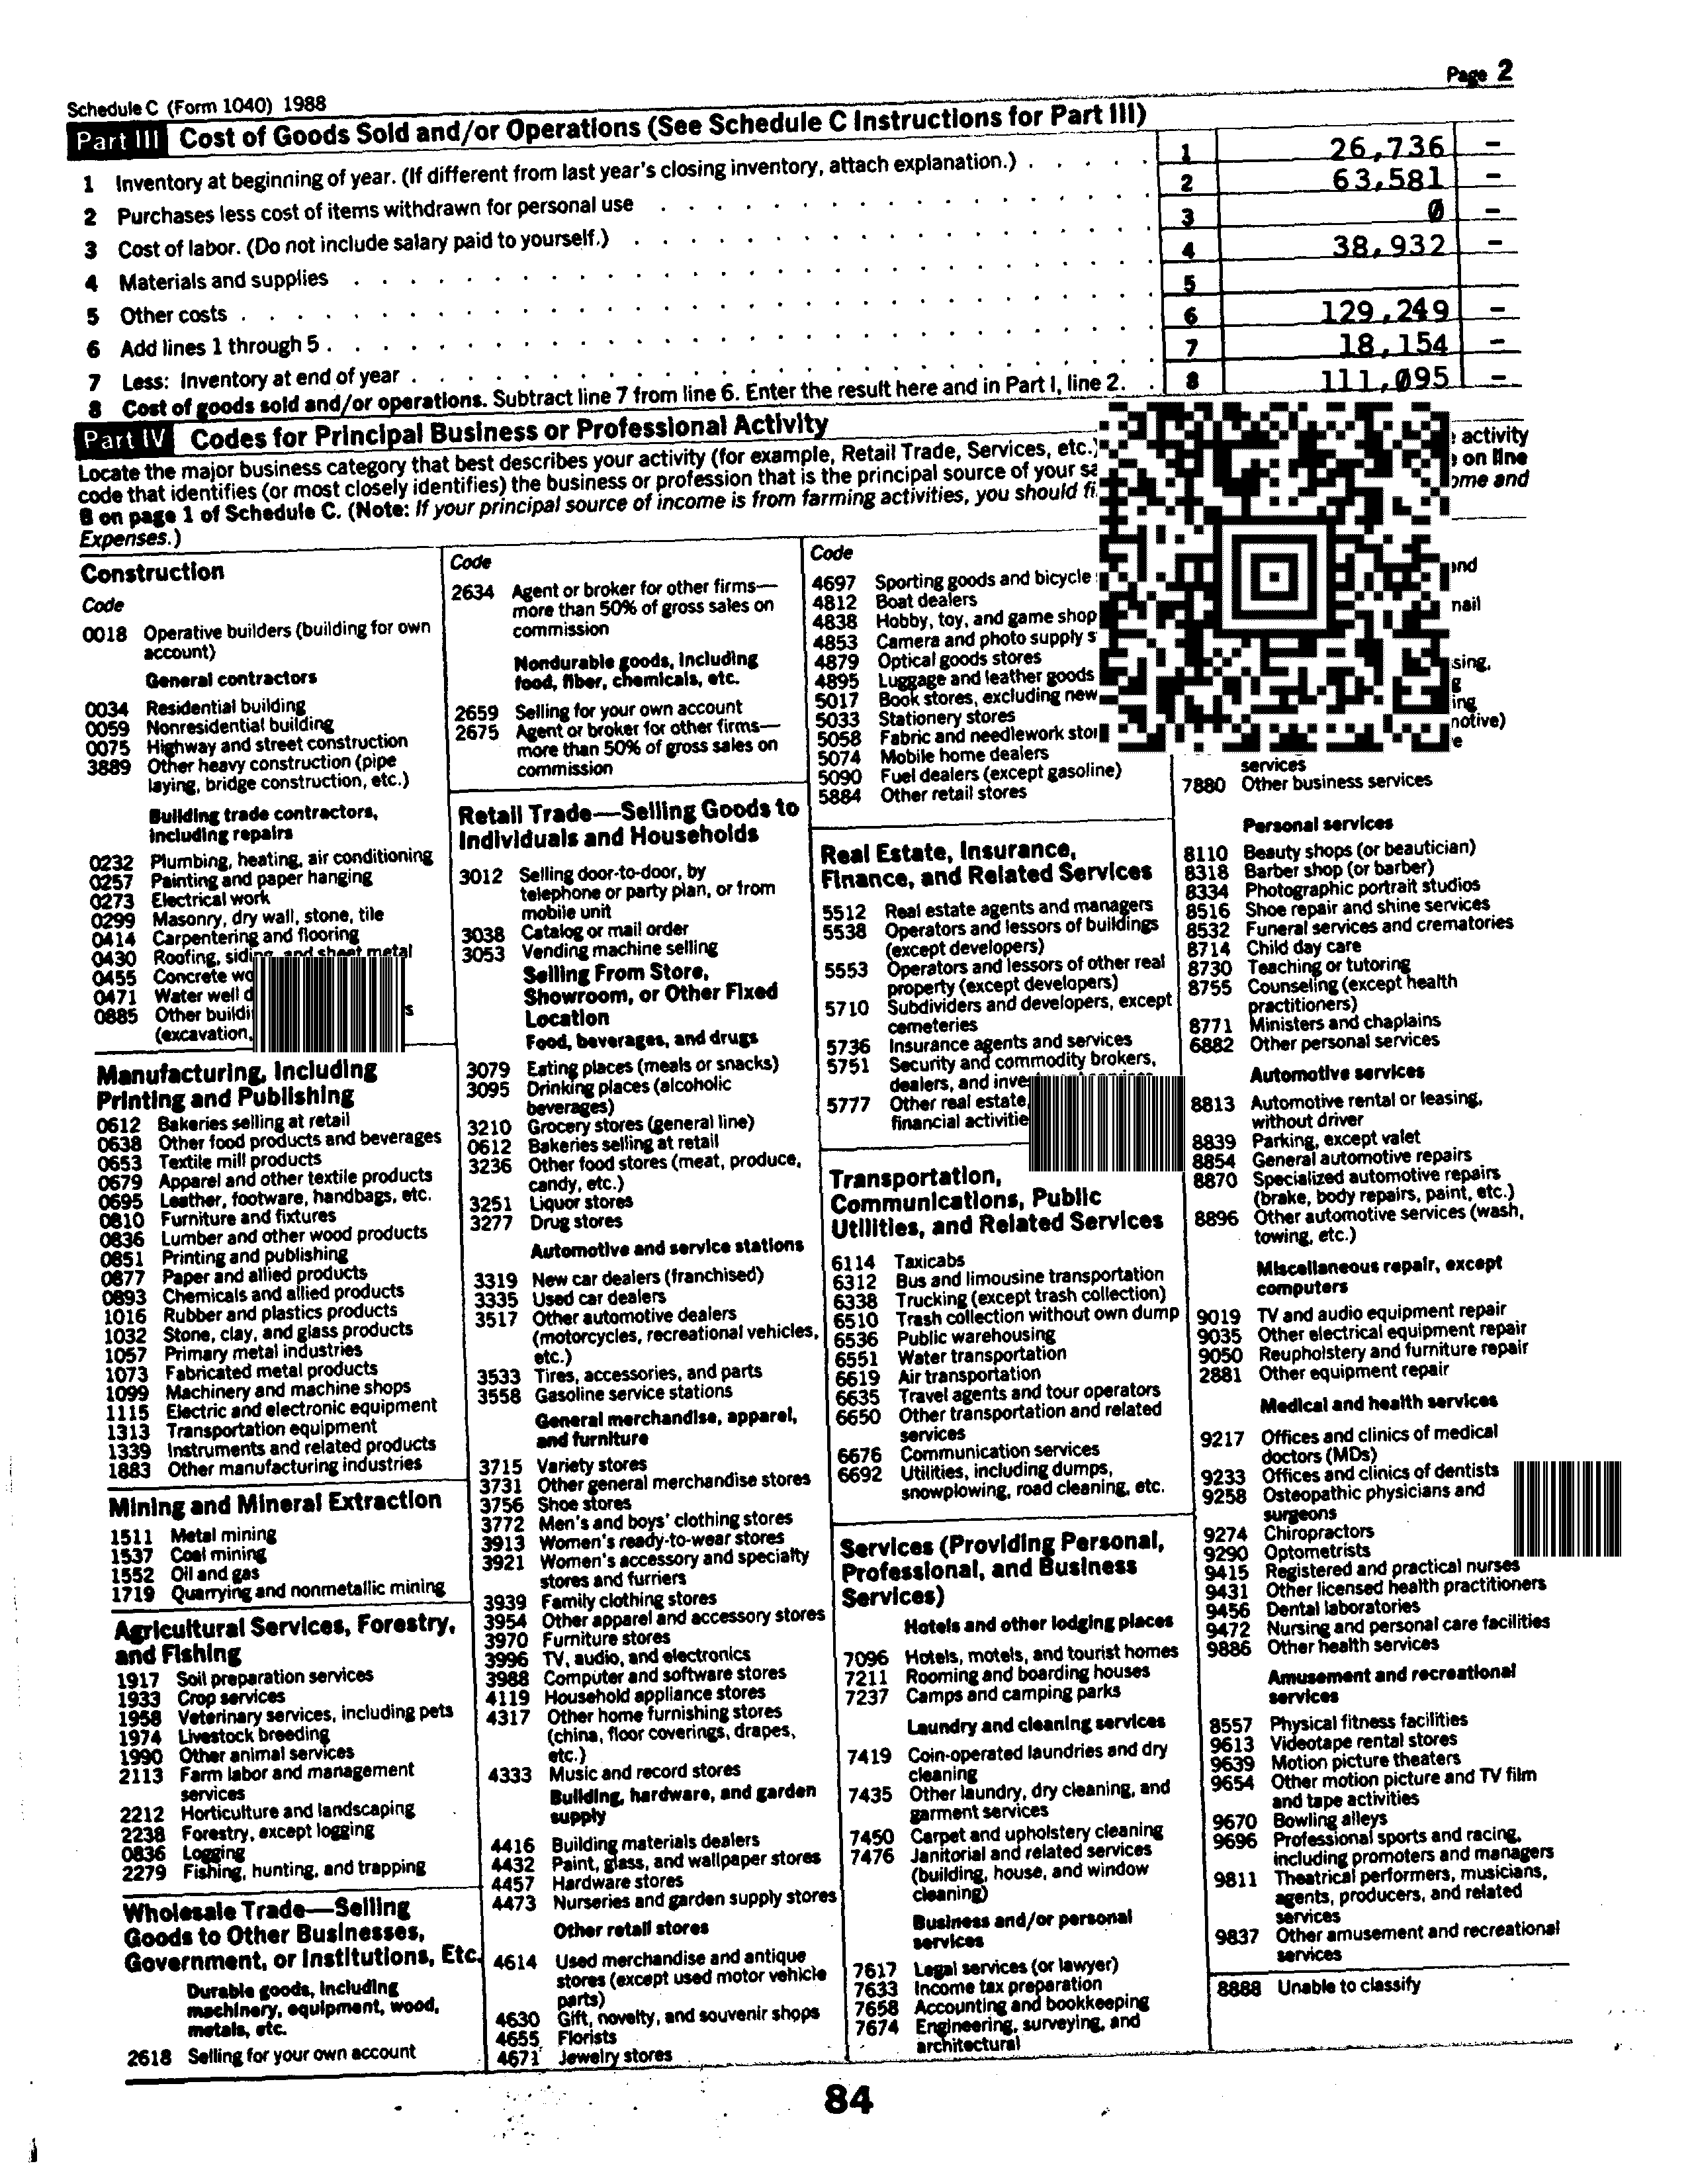 Schedule C (Form 1040) 1988
Page 2
Part III Cost of Goods Sold and/or Operations (See Schedule C Instructions for Part III)
1 Inventory at beginning of year. (If different from last year's closing inventory, attach explanation.) 1 26,736 –
2 Purchases less cost of items withdrawn for personal use 2 63,581 –
3 Cost of labor. (Do not include salary paid to yourself.) 3 0 –
4 Materials and supplies 4 38,932 –
5 Other costs 5
6 Add lines 1 through 5 6 129,249 –
7 Less: Inventory at end of year 7 18,154 –
8 Cost of goods sold and/or operations. Subtract line 7 from line 6. Enter the result here and in Part I, line 2. 8 111,095 –
Part IV Codes for Principal Business or Professional Activity
Locate the major business category that best describes your activity (for example, Retail Trade, Services, etc.) activity
code that identifies (or most closely identifies) the business or profession that is the principal source of your on line
B on page 1 of Schedule C. (Note: If your principal source of income is from farming activities, you should and
Expenses.)
Construction
Code
0018 Operative builders (building for own
account)
General contractors
0034 Residential building
0059 Nonresidential building
0075 Highway and street construction
3889 Other heavy construction (pipe
laying, bridge construction, etc.)
Building trade contractors,
including repairs
0232 Plumbing, heating, air conditioning
0257 Painting and paper hanging
0273 Electrical work
0299 Masonry, dry wall, stone, tile
0414 Carpentering and flooring
0430 Roofing, siding, and sheet metal
0455 Concrete
0471 Water well
0885 Other
(excavation,
Manufacturing, Including
Printing and Publishing
0612 Bakeries selling at retail
0638 Other food products and beverages
0653 Textile mill products
0679 Apparel and other textile products
0695 Leather, footware, handbags, etc.
0810 Furniture and fixtures
0836 Lumber and other wood products
0851 Printing and publishing
0877 Paper and allied products
0893 Chemicals and allied products
1016 Rubber and plastics products
1032 Stone, clay, and glass products
1057 Primary metal industries
1073 Fabricated metal products
1099 Machinery and machine shops
1115 Electric and electronic equipment
1313 Transportation equipment
1339 Instruments and related products
1883 Other manufacturing industries
Mining and Mineral Extraction
1511 Metal mining
1537 Coal mining
1552 Oil and gas
1719 Quarrying and nonmetallic mining
Agricultural Services, Forestry,
and Fishing
1917 Soil preparation services
1933 Crop services
1958 Veterinary services, including pets
1974 Livestock breeding
1990 Other animal services
2113 Farm labor and management
services
2212 Horticulture and landscaping
2238 Forestry, except logging
0836 Logging
2279 Fishing, hunting, and trapping
Wholesale Trade—Selling
Goods to Other Businesses,
Government, or Institutions, Etc.
Durable goods, including
machinery, equipment, wood,
metals, etc.
2618 Selling for your own account
Code
2634 Agent or broker for other firms—
more than 50% of gross sales on
commission
Nondurable goods, including
food, fiber, chemicals, etc.
2659 Selling for your own account
2675 Agent or broker for other firms—
more than 50% of gross sales on
commission
Retail Trade—Selling Goods to
Individuals and Households
3012 Selling door-to-door, by
telephone or party plan, or from
mobile unit
3038 Catalog or mail order
3053 Vending machine selling
Selling From Store,
Showroom, or Other Fixed
Location
Food, beverages, and drugs
3079 Eating places (meals or snacks)
3095 Drinking places (alcoholic
beverages)
3210 Grocery stores (general line)
0612 Bakeries selling at retail
3236 Other food stores (meat, produce,
candy, etc.)
3251 Liquor stores
3277 Drug stores
Automotive and service stations
3319 New car dealers (franchised)
3335 Used car dealers
3517 Other automotive dealers
(motorcycles, recreational vehicles,
etc.)
3533 Tires, accessories, and parts
3558 Gasoline service stations
General merchandise, apparel,
and furniture
3715 Variety stores
3731 Other general merchandise stores
3756 Shoe stores
3772 Men's and boys' clothing stores
3913 Women's ready-to-wear stores
3921 Women's accessory and specialty
stores and furriers
3939 Family clothing stores
3954 Other apparel and accessory stores
3970 Furniture stores
3996 TV, audio, and electronics
3988 Computer and software stores
4119 Household appliance stores
4317 Other home furnishing stores
(china, floor coverings, drapes,
etc.)
4333 Music and record stores
Building, hardware, and garden
supply
4416 Building materials dealers
4432 Paint, glass, and wallpaper stores
4457 Hardware stores
4473 Nurseries and garden supply stores
Other retail stores
4614 Used merchandise and antique
stores (except used motor vehicle
parts)
4630 Gift, novelty, and souvenir shops
4655 Florists
4671 Jewelry stores
Code
4697 Sporting goods and bicycle
4812 Boat dealers
4838 Hobby, toy, and game
4853 Camera and photo supply
4879 Optical goods stores
4895 Luggage and leather goods
5017 Book stores, excluding
5033 Stationery stores
5058 Fabric and needlework
5074 Mobile home dealers
5090 Fuel dealers (except gasoline)
5884 Other retail stores
Real Estate, Insurance,
Finance, and Related Services
5512 Real estate agents and managers
5538 Operators and lessors of buildings
(except developers)
5553 Operators and lessors of other real
property (except developers)
5710 Subdividers and developers, except
cemeteries
5736 Insurance agents and services
5751 Security and commodity brokers,
dealers, and
5777 Other real estate,
financial
Transportation,
Communications, Public
Utilities, and Related Services
6114 Taxicabs
6312 Bus and limousine transportation
6338 Trucking (except trash collection)
6510 Trash collection without own dump
6536 Public warehousing
6551 Water transportation
6619 Air transportation
6635 Travel agents and tour operators
6650 Other transportation and related
services
6676 Communication services
6692 Utilities, including dumps,
snowplowing, road cleaning, etc.
Services (Providing Personal,
Professional, and Business
Services)
Hotels and other lodging places
7096 Hotels, motels, and tourist homes
7211 Rooming and boarding houses
7237 Camps and camping parks
Laundry and cleaning services
7419 Coin-operated laundries and dry
cleaning
7435 Other laundry, dry cleaning, and
garment services
7450 Carpet and upholstery cleaning
7476 Janitorial and related services
(building, house, and window
cleaning)
Business and/or personal
services
7617 Legal services (or lawyer)
7633 Income tax preparation
7658 Accounting and bookkeeping
7674 Engineering, surveying, and
architectural
services
7880 Other business services
Personal services
8110 Beauty shops (or beautician)
8318 Barber shop (or barber)
8334 Photographic portrait studios
8516 Shoe repair and shine services
8532 Funeral services and crematories
8714 Child day care
8730 Teaching or tutoring
8755 Counseling (except health
practitioners)
8771 Ministers and chaplains
6882 Other personal services
Automotive services
8813 Automotive rental or leasing,
without driver
8839 Parking, except valet
8854 General automotive repairs
8870 Specialized automotive repairs
(brake, body repairs, paint, etc.)
8896 Other automotive services (wash,
towing, etc.)
Miscellaneous repair, except
computers
9019 TV and audio equipment repair
9035 Other electrical equipment repair
9050 Reupholstery and furniture repair
2881 Other equipment repair
Medical and health services
9217 Offices and clinics of medical
doctors (MDs)
9233 Offices and clinics of dentists
9258 Osteopathic physicians and
surgeons
9274 Chiropractors
9290 Optometrists
9415 Registered and practical nurses
9431 Other licensed health practitioners
9456 Dental laboratories
9472 Nursing and personal care facilities
9886 Other health services
Amusement and recreational
services
8557 Physical fitness facilities
9613 Videotape rental stores
9639 Motion picture theaters
9654 Other motion picture and TV film
and tape activities
9670 Bowling alleys
9696 Professional sports and racing,
including promoters and managers
9811 Theatrical performers, musicians,
agents, producers, and related
services
9837 Other amusement and recreational
services
8888 Unable to classify
84